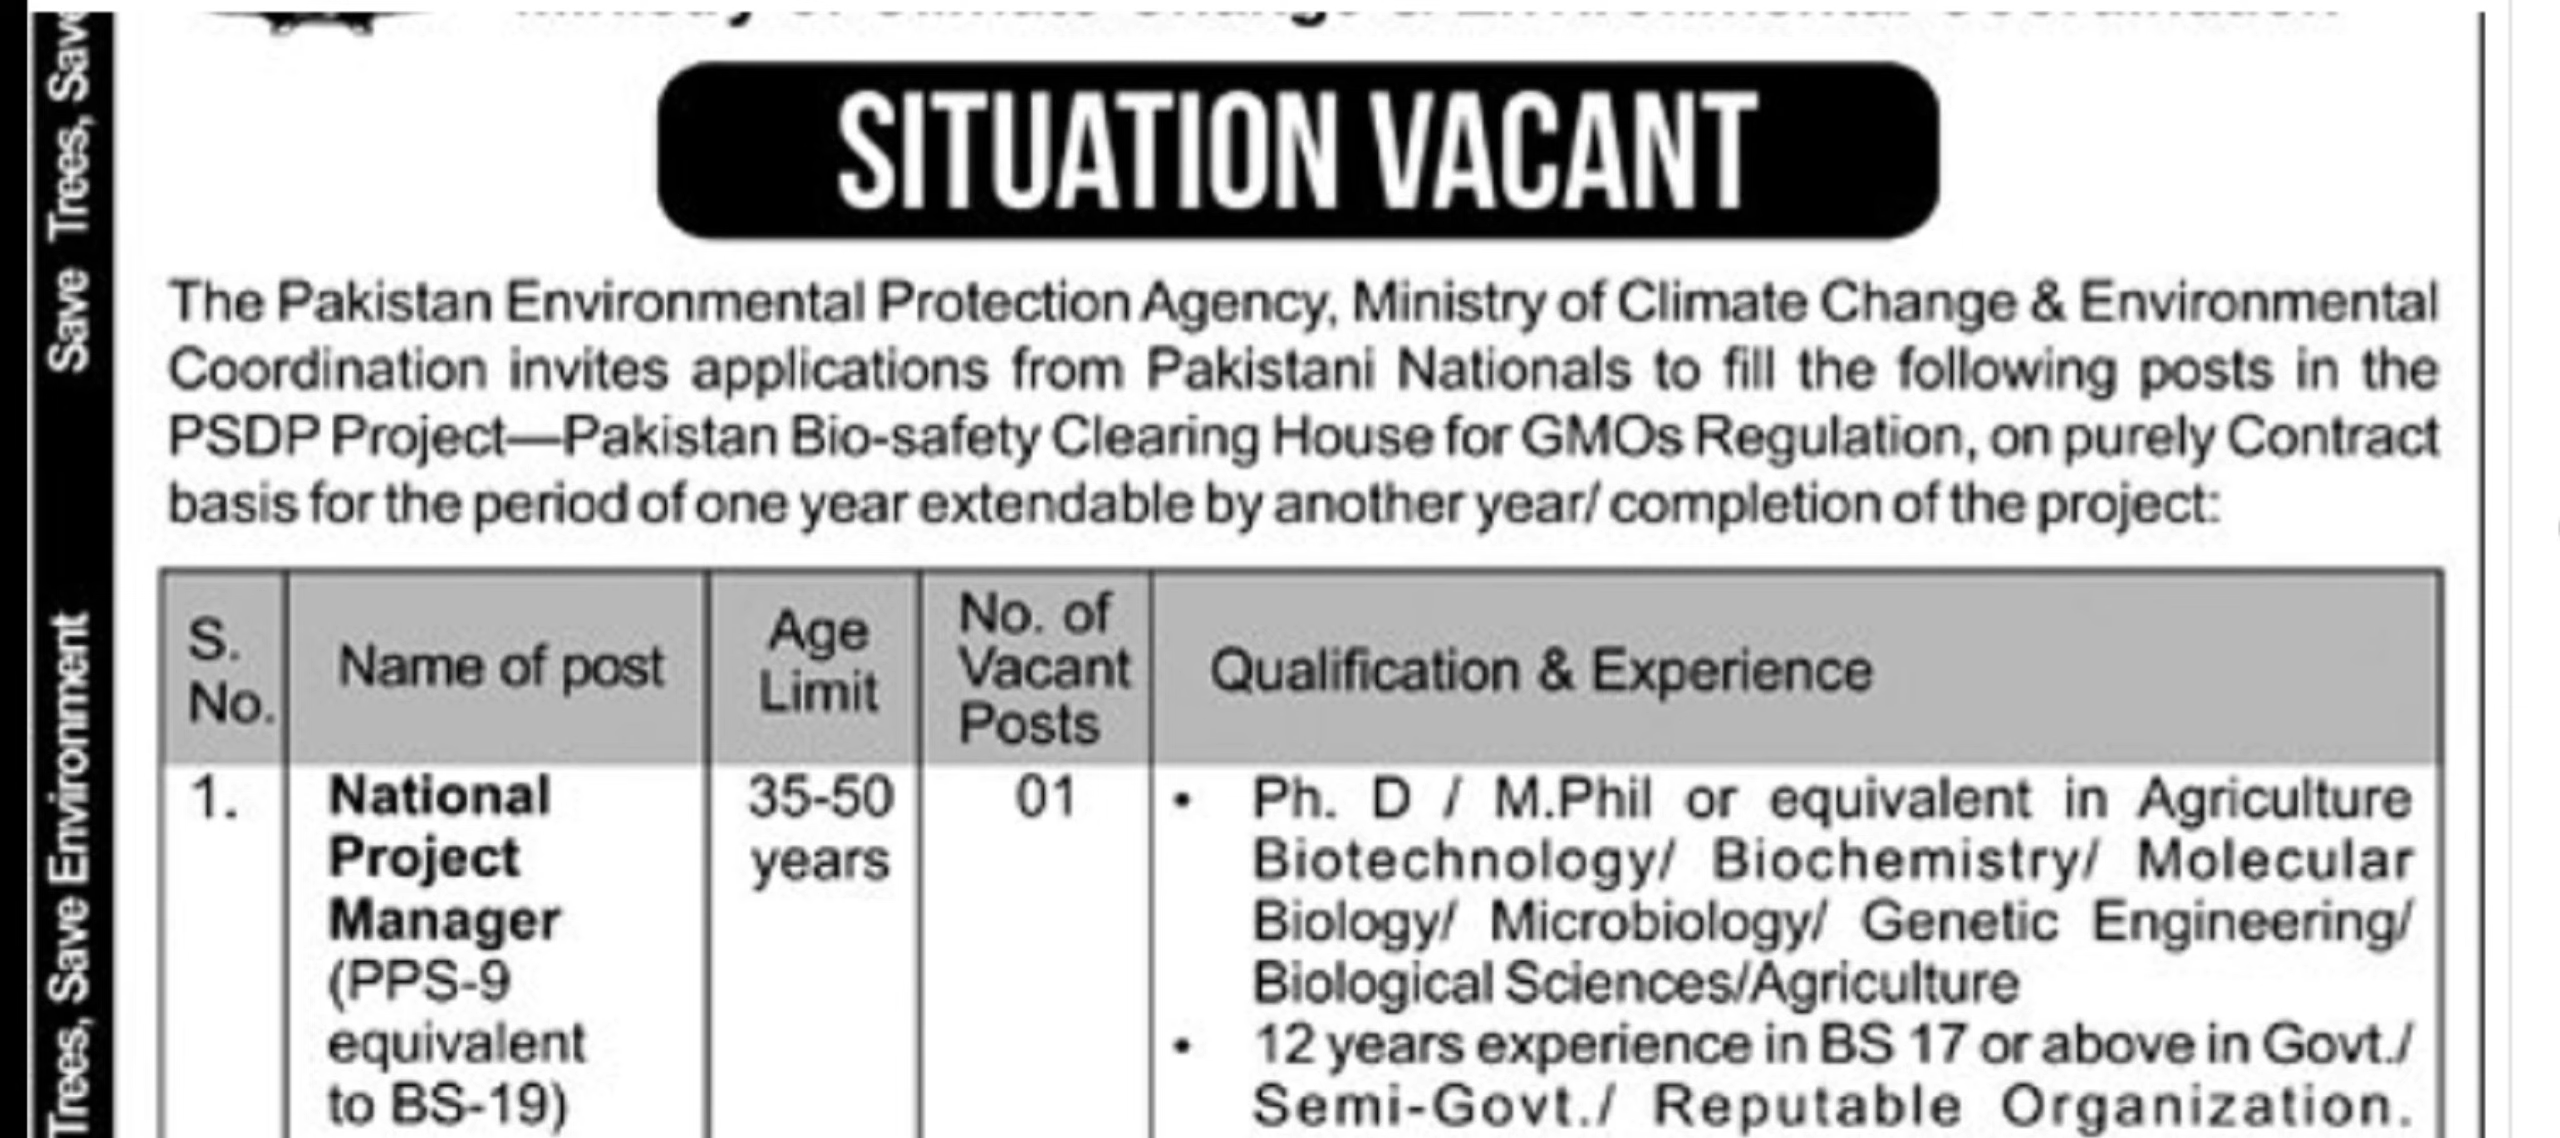 Ministry of Climate Change & Environmental Coordination
SITUATION VACANT
The Pakistan Environmental Protection Agency, Ministry of Climate Change & Environmental
Coordination invites applications from Pakistani Nationals to fill the following posts in the
PSDP Project—Pakistan Bio-safety Clearing House for GMOs Regulation, on purely Contract
basis for the period of one year extendable by another year/ completion of the project:
S.
No.
Name of post
Age
Limit
No. of
Vacant
Posts
Qualification & Experience
1.
National
Project
Manager
(PPS-9
equivalent
to BS-19)
35-50
years
01
• Ph. D / M.Phil or equivalent in Agriculture
Biotechnology/ Biochemistry/ Molecular
Biology/ Microbiology/ Genetic Engineering/
Biological Sciences/Agriculture
• 12 years experience in BS 17 or above in Govt./
Semi-Govt./ Reputable Organization.
Trees, Save Environment
Save Trees, Save